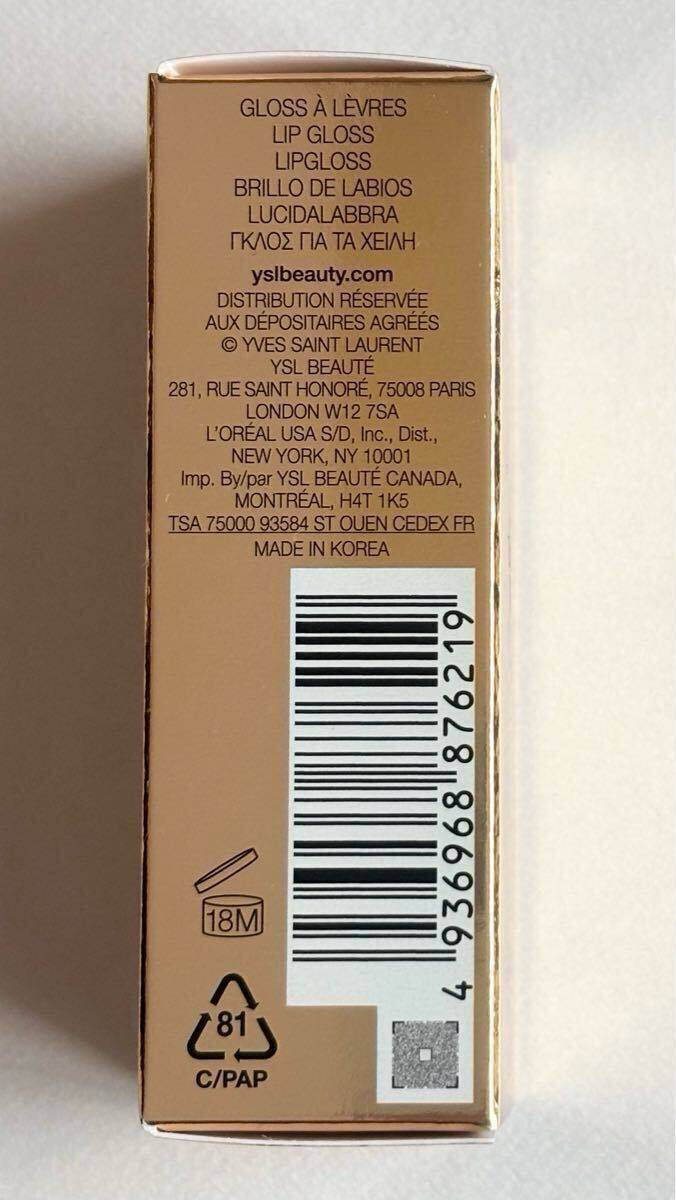 GLOSS À LÈVRES
LIP GLOSS
LIPGLOSS
BRILLO DE LABIOS
LUCIDALABBRA
ΓΚΛΟΣ ΓΙΑ ΤΑ ΧΕΙΛΗ
yslbeauty.com
DISTRIBUTION RÉSERVÉE
AUX DÉPOSITAIRES AGRÉÉS
© YVES SAINT LAURENT
YSL BEAUTÉ
281, RUE SAINT HONORÉ, 75008 PARIS
LONDON W12 7SA
L'ORÉAL USA S/D, Inc., Dist.,
NEW YORK, NY 10001
Imp. By/par YSL BEAUTÉ CANADA,
MONTRÉAL, H4T 1K5
TSA 75000 93584 ST OUEN CEDEX FR
MADE IN KOREA
4 936968 876219
18M
81
C/PAP